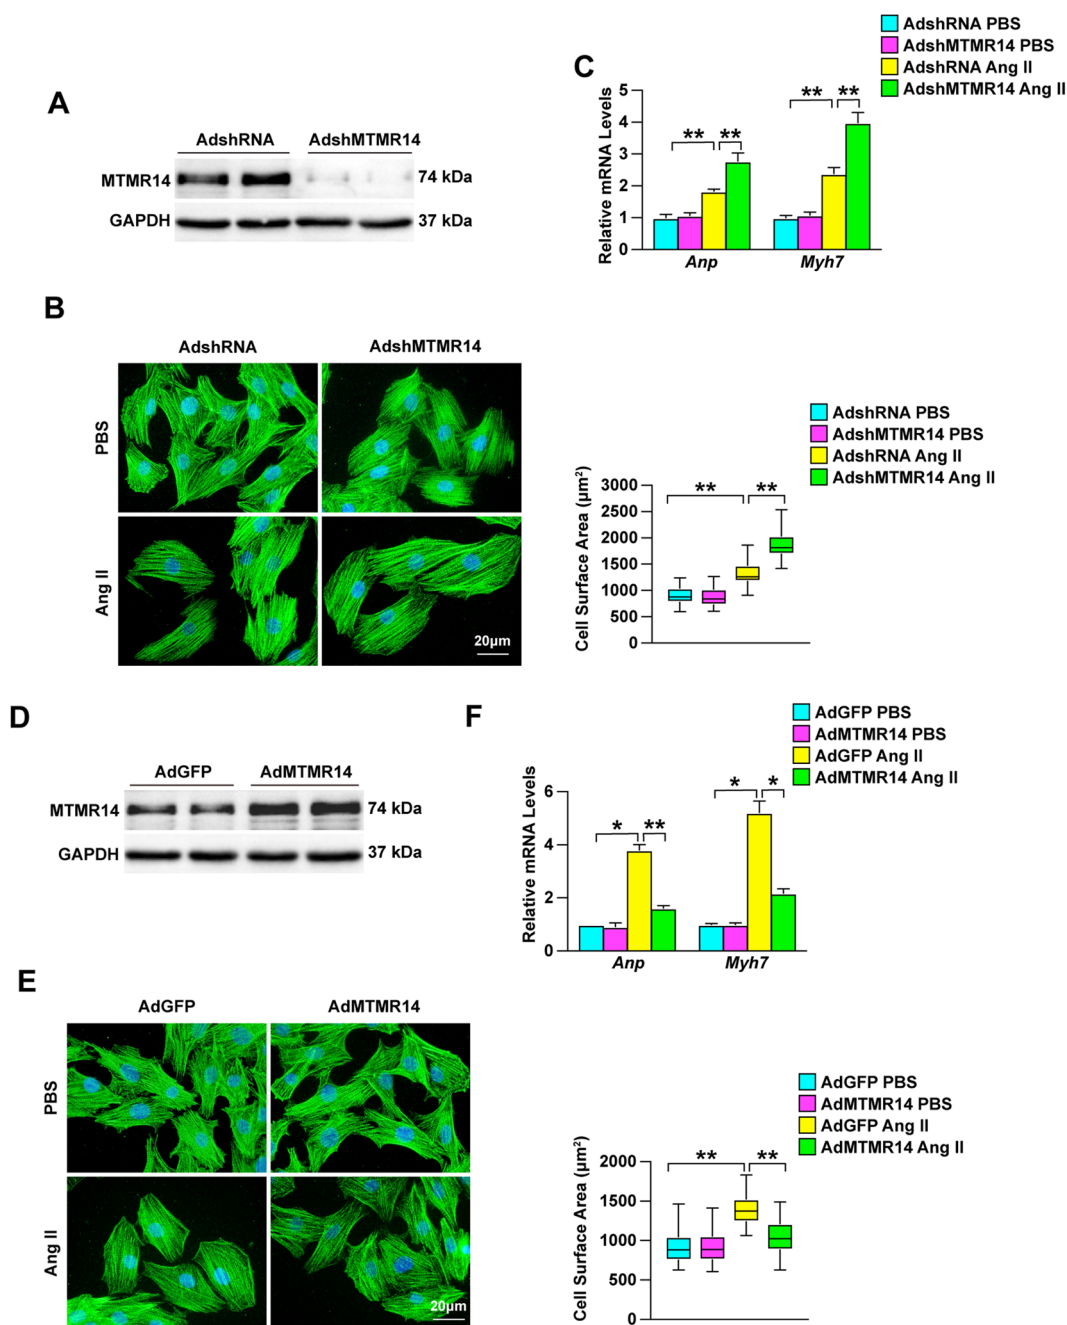 A
AdshRNA AdshMTMR14
MTMR14 74 kDa
GAPDH 37 kDa
C
AdshRNA PBS
AdshMTMR14 PBS
AdshRNA Ang II
AdshMTMR14 Ang II
Relative mRNA Levels
5
4
3
2
1
0
** ** ** **
Anp Myh7
B
AdshRNA AdshMTMR14
PBS
Ang II
20μm
AdshRNA PBS
AdshMTMR14 PBS
AdshRNA Ang II
AdshMTMR14 Ang II
Cell Surface Area (μm²)
3000
2500
2000
1500
1000
500
0
** **
D
AdGFP AdMTMR14
MTMR14 74 kDa
GAPDH 37 kDa
F
AdGFP PBS
AdMTMR14 PBS
AdGFP Ang II
AdMTMR14 Ang II
Relative mRNA Levels
6
4
2
0
* ** * *
Anp Myh7
E
AdGFP AdMTMR14
PBS
Ang II
20μm
AdGFP PBS
AdMTMR14 PBS
AdGFP Ang II
AdMTMR14 Ang II
Cell Surface Area (μm²)
2000
1500
1000
500
0
** **